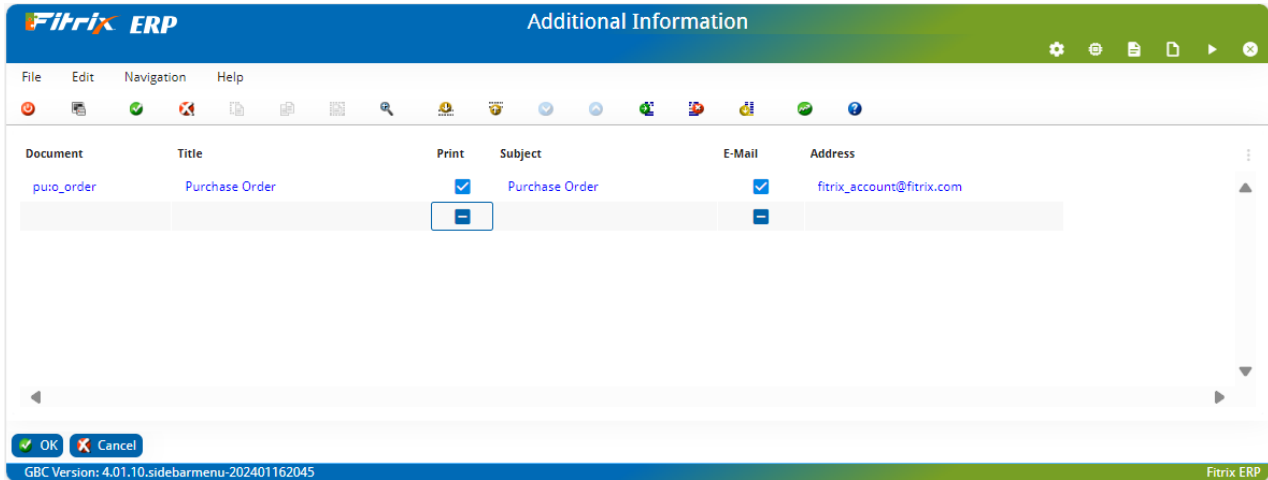 Fitrix ERP
Additional Information
File Edit Navigation Help
Document Title Print Subject E-Mail Address
pu:o_order Purchase Order Purchase Order fitrix_account@fitrix.com
OK Cancel
GBC Version: 4.01.10.sidebarmenu-202401162045 Fitrix ERP